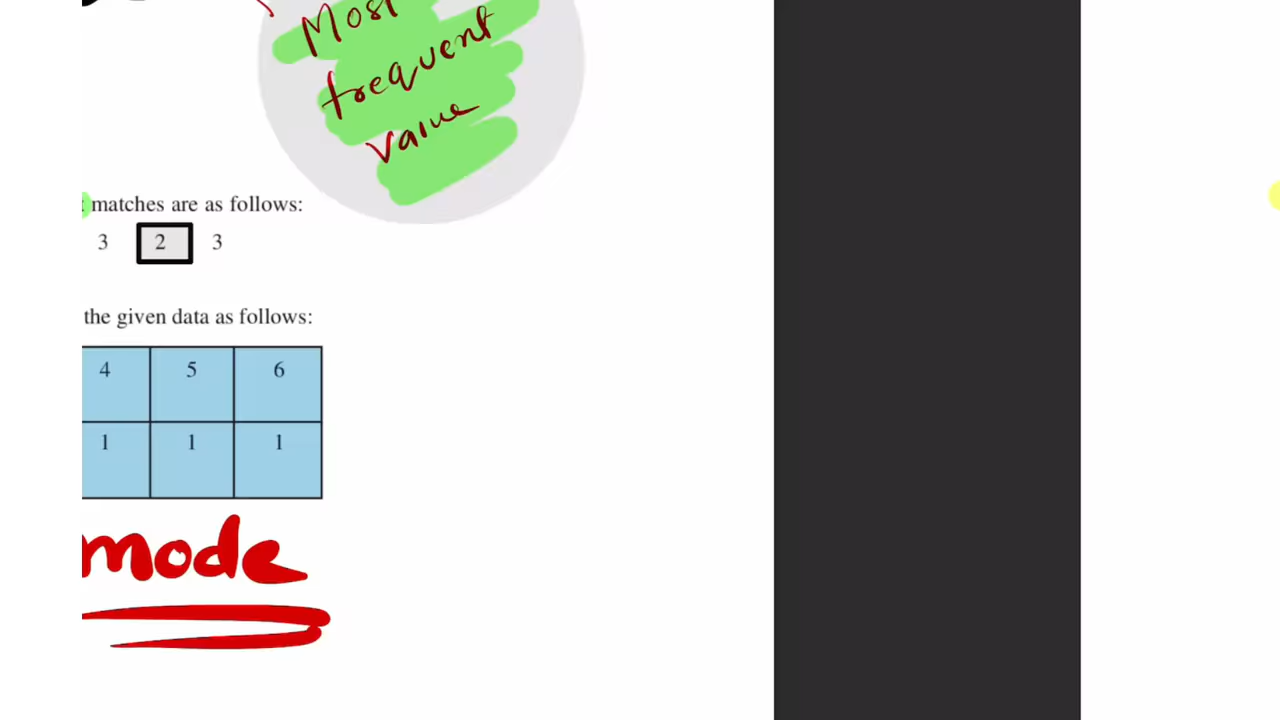 Most
frequent
value
matches are as follows:
3 2 3
the given data as follows:
4 5 6
1 1 1
mode